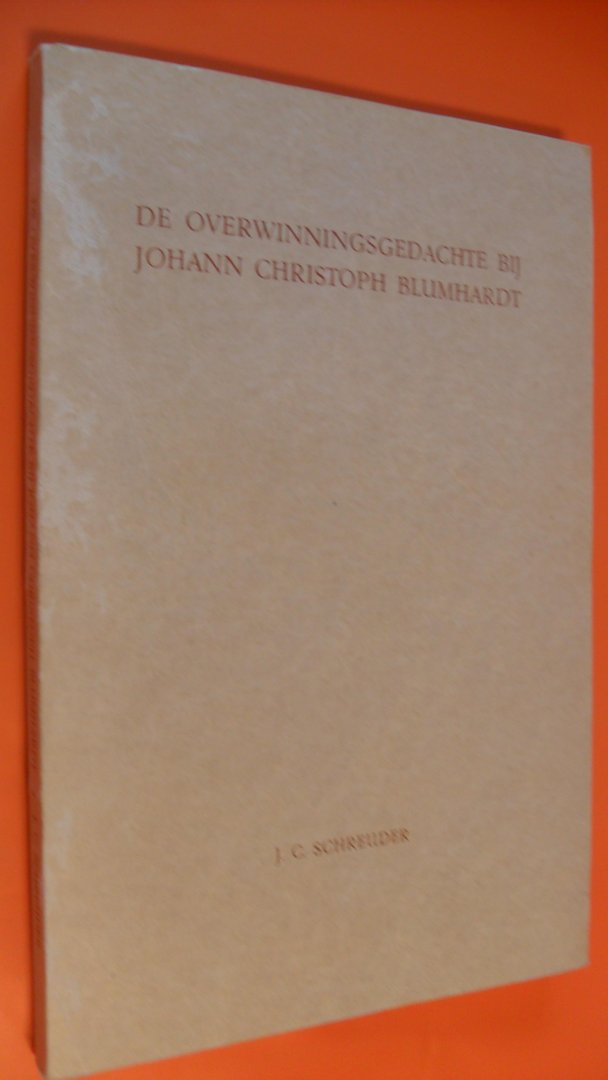 DE OVERWINNINGSGEDACHTE BIJ
JOHANN CHRISTOPH BLUMHARDT
J. C. SCHREUDER